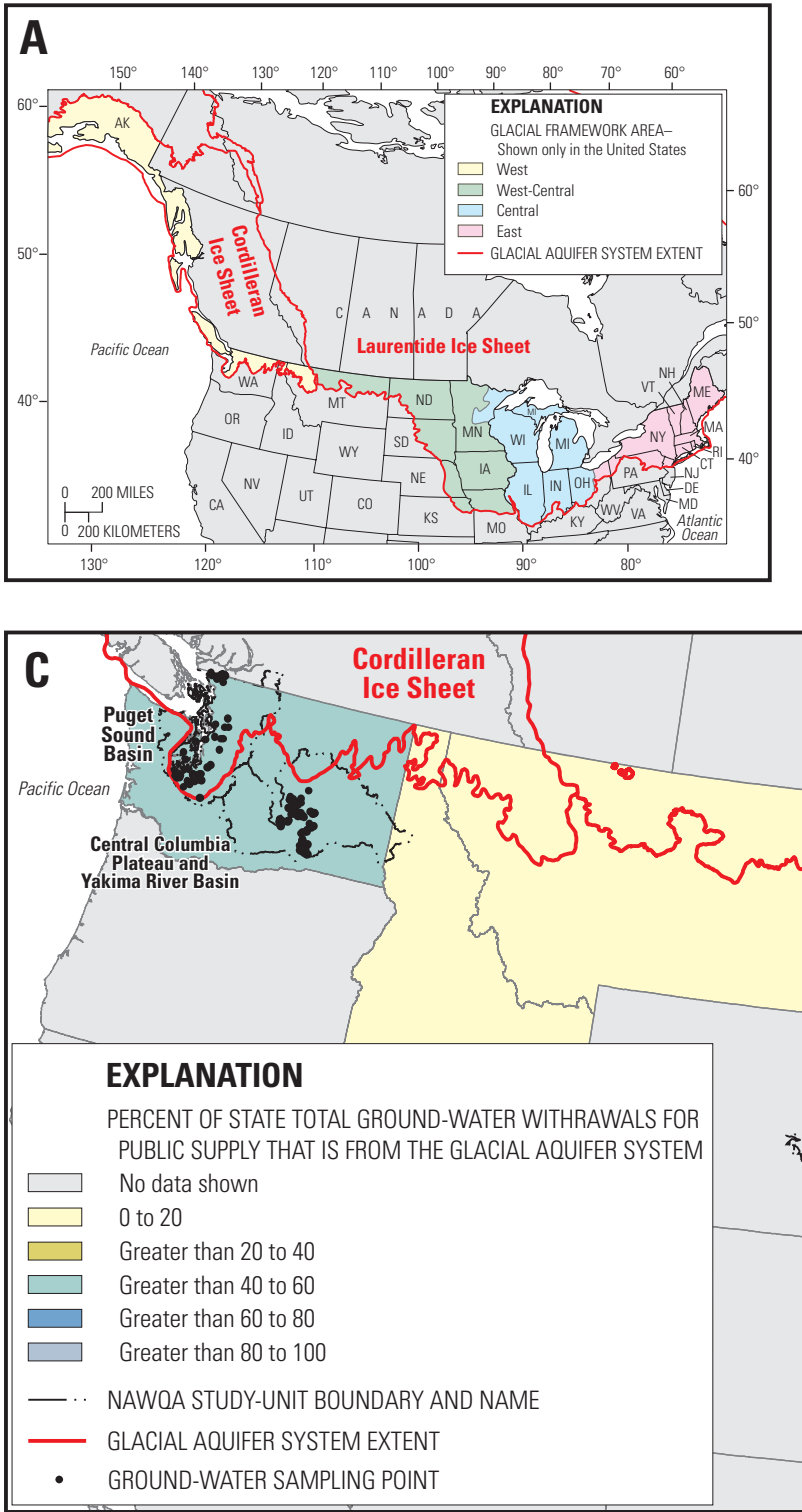 A
150° 140° 130° 120° 110° 100° 90° 80° 70° 60°
60°
50°
40°
60°
50°
40°
EXPLANATION
GLACIAL FRAMEWORK AREA–
Shown only in the United States
West
West-Central
Central
East
GLACIAL AQUIFER SYSTEM EXTENT
AK
Cordilleran
Ice Sheet
C A N A D A
Laurentide Ice Sheet
Pacific Ocean
WA
MT
ND
MN
MI
WI
MI
VT
NH
ME
NY
MA
RI
CT
OR
ID
WY
SD
IA
NE
IL
IN
OH
PA
NJ
DE
MD
CA
NV
UT
CO
KS
MO
KY
WV
VA
Atlantic
Ocean
0 200 MILES
0 200 KILOMETERS
130° 120° 110° 100° 90° 80°
C
Cordilleran
Ice Sheet
Puget
Sound
Basin
Pacific Ocean
Central Columbia
Plateau and
Yakima River Basin
EXPLANATION
PERCENT OF STATE TOTAL GROUND-WATER WITHRAWALS FOR
PUBLIC SUPPLY THAT IS FROM THE GLACIAL AQUIFER SYSTEM
No data shown
0 to 20
Greater than 20 to 40
Greater than 40 to 60
Greater than 60 to 80
Greater than 80 to 100
NAWQA STUDY-UNIT BOUNDARY AND NAME
GLACIAL AQUIFER SYSTEM EXTENT
GROUND-WATER SAMPLING POINT